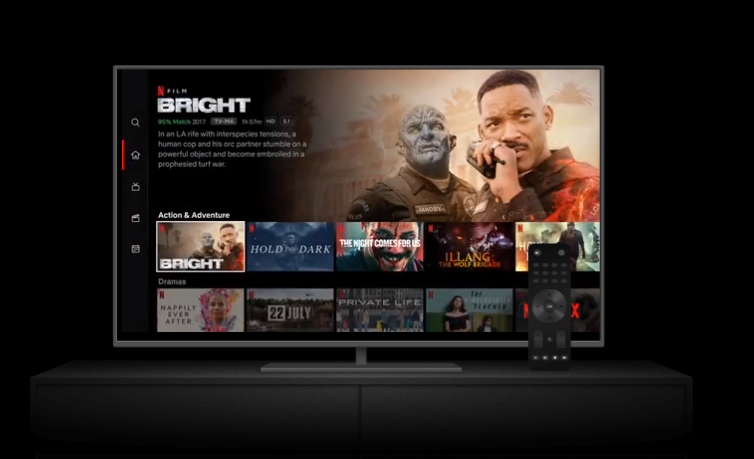 N FILM
BRIGHT
95% Match 2017 TV-MA 1h 57m HD 5.1
In an LA rife with interspecies tensions, a
human cop and his orc partner stumble on a
powerful object and become embroiled in a
prophesied turf war.
JAKOBY
Action & Adventure
BRIGHT
HOLD THE DARK
THE NIGHT COMES FOR US
ILLANG:
THE WOLF BRIGADE
HO
Dramas
NAPPILY
EVER
AFTER
22 JULY
PRIVATE LIFE
THE
KINDERGARTEN
TEACHER
N X